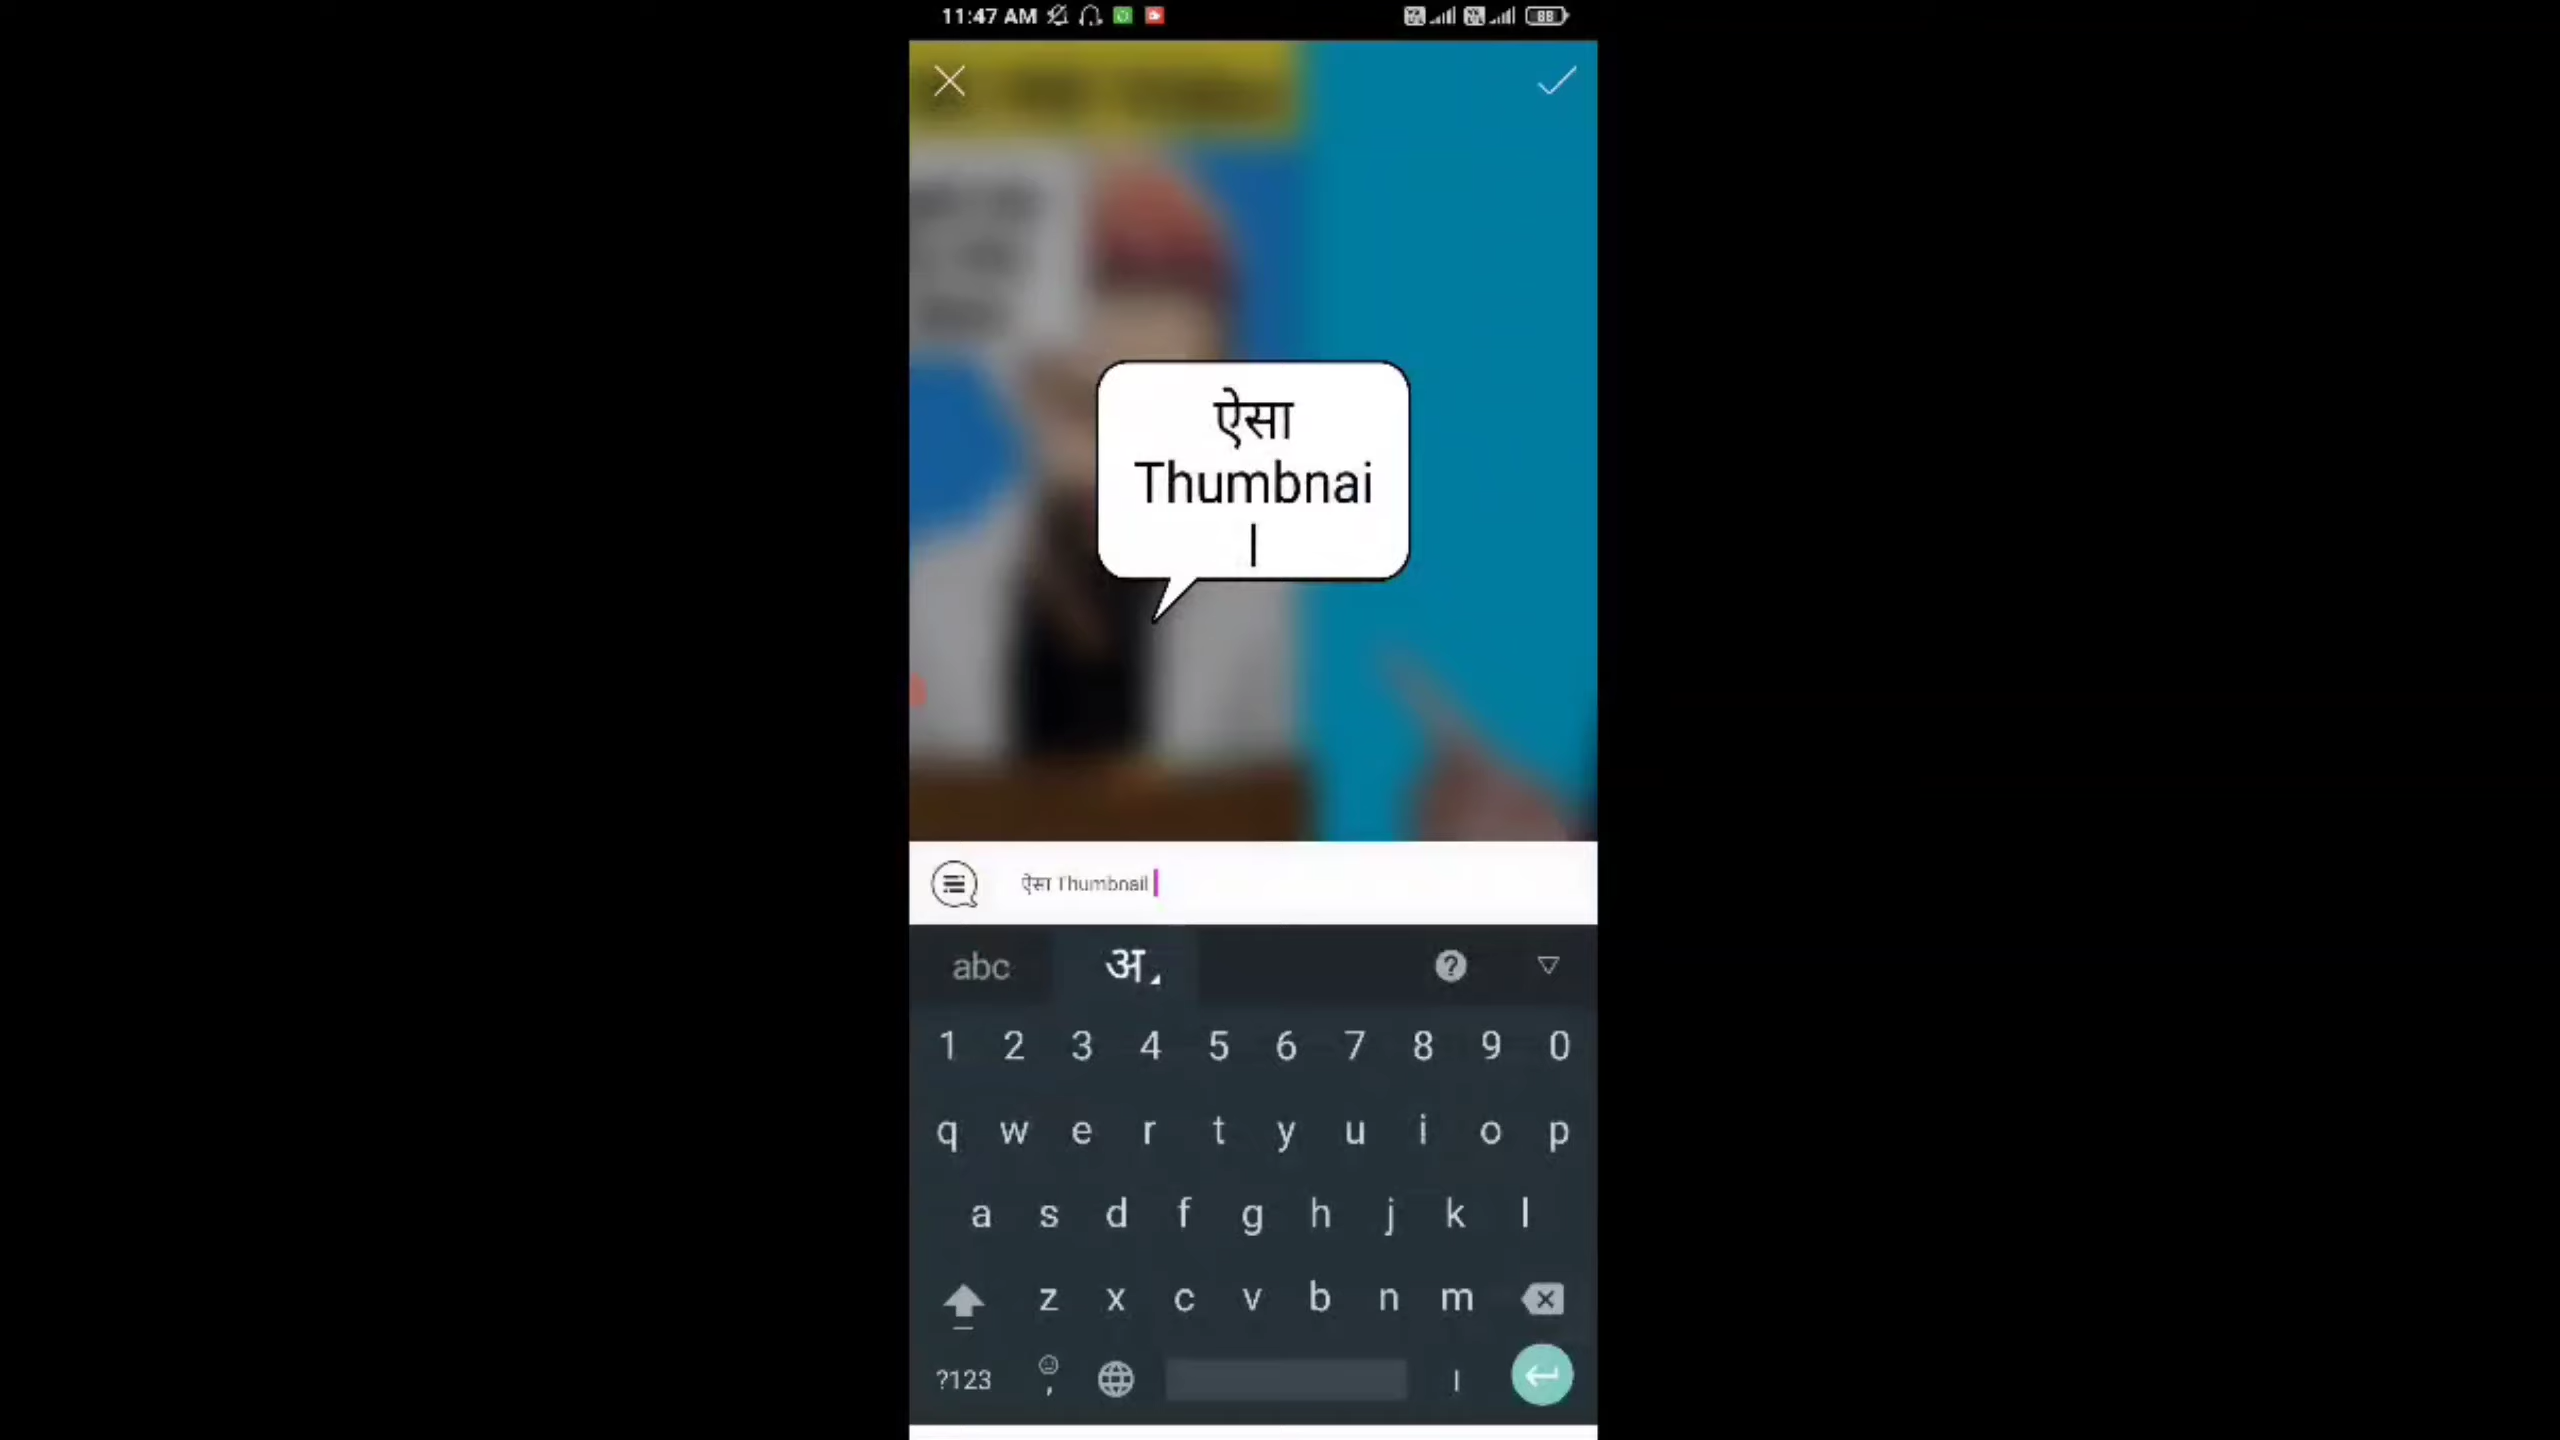 11:47 AM
88
ऐसा
Thumbnai
l
ऐसा Thumbnail
abc अ
1 2 3 4 5 6 7 8 9 0
q w e r t y u i o p
a s d f g h j k l
z x c v b n m
?123 , ।